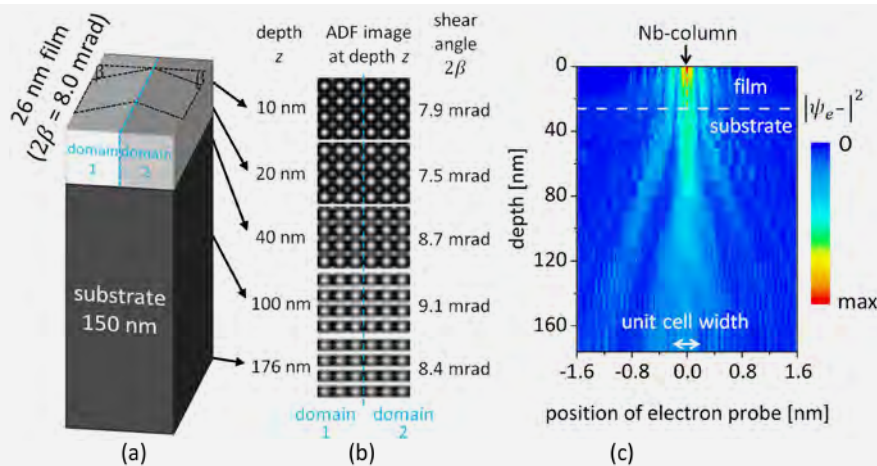 26 nm film
(2β = 8.0 mrad)
β
β
domain domain
1 2
substrate
150 nm
(a)
depth
z
ADF image
at depth z
shear
angle
2β
10 nm 7.9 mrad
20 nm 7.5 mrad
40 nm 8.7 mrad
100 nm 9.1 mrad
176 nm 8.4 mrad
domain domain
1 2
(b)
Nb-column
film
substrate
unit cell width
depth [nm]
0
40
80
120
160
-1.6 -0.8 0.0 0.8 1.6
position of electron probe [nm]
|ψe-|²
0
max
(c)